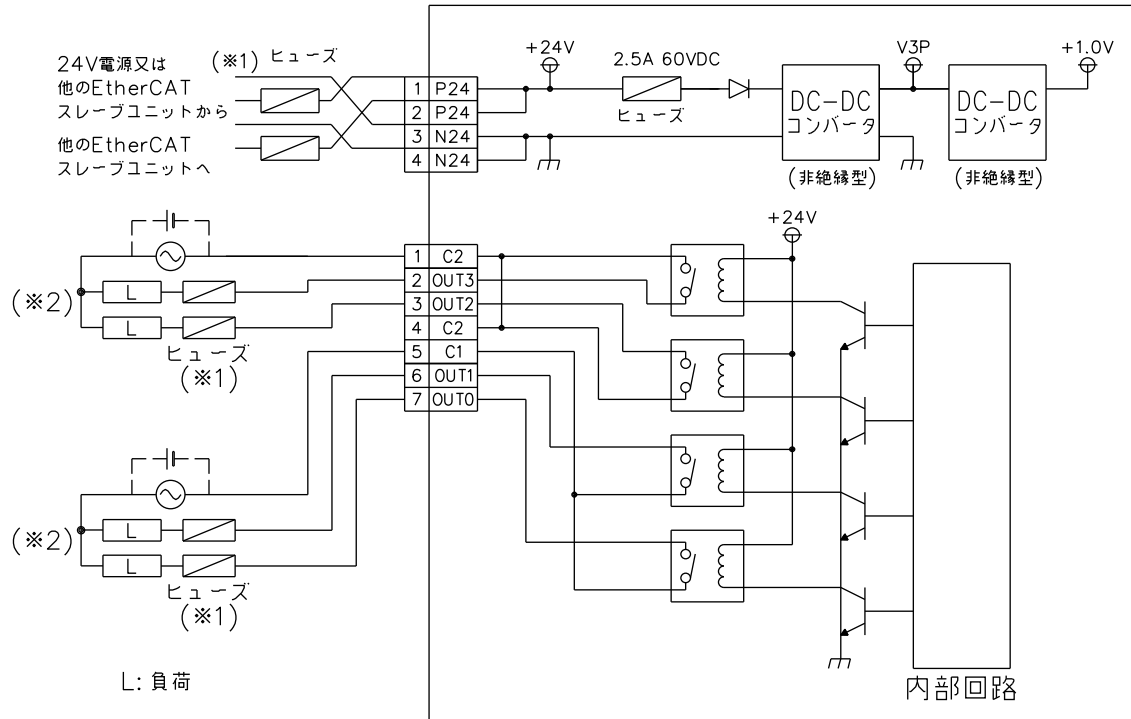 24V電源又は
他のEtherCAT
スレーブユニットから
(※1) ヒューズ
他のEtherCAT
スレーブユニットへ
1 P24
2 P24
3 N24
4 N24
+24V
2.5A 60VDC
ヒューズ
DC-DC
コンバータ
(非絶縁型)
V3P
DC-DC
コンバータ
(非絶縁型)
+1.0V
1 C2
2 OUT3
3 OUT2
4 C2
5 C1
6 OUT1
7 OUT0
+24V
(※2)
L
L
ヒューズ
(※1)
(※2)
L
L
ヒューズ
(※1)
L: 負荷
内部回路